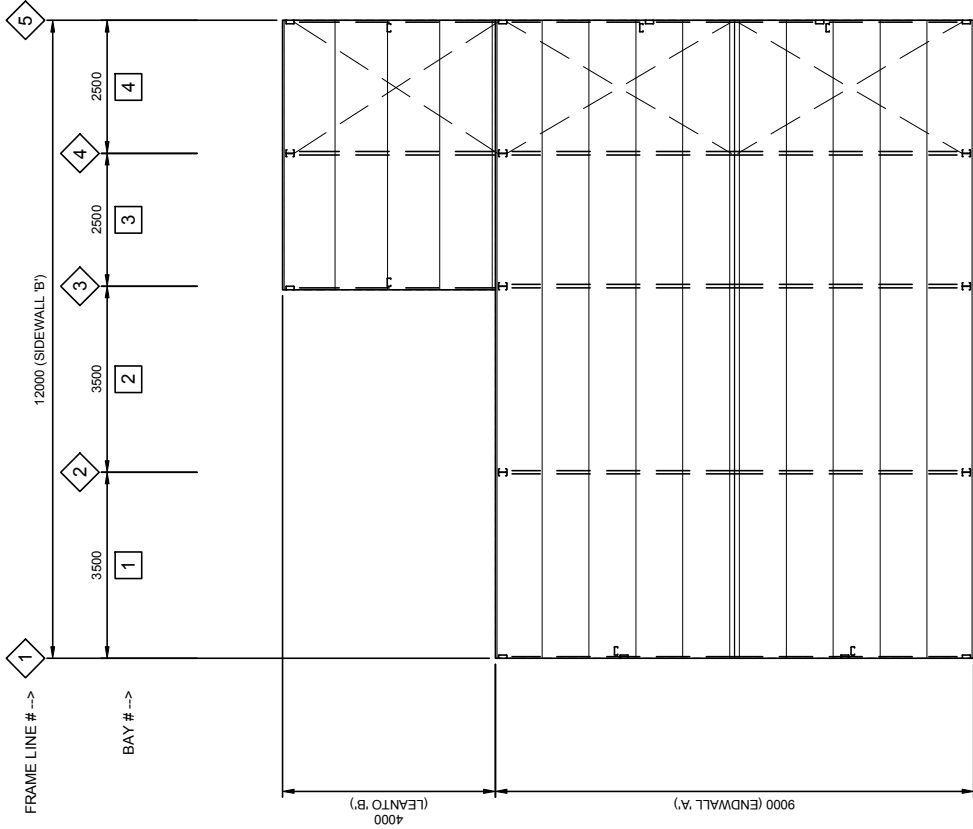 FRAME LINE # -->
1
2
3
4
5
12000 (SIDEWALL 'B')
BAY # -->
3500
3500
2500
2500
1
2
3
4
4000
(LEANTO 'B')
9000 (ENDWALL 'A')